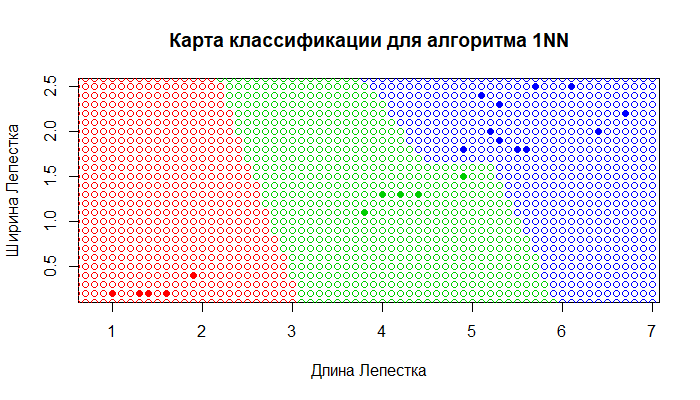 Карта классификации для алгоритма 1NN
Ширина Лепестка
2.5
2.0
1.5
1.0
0.5
1 2 3 4 5 6 7
Длина Лепестка